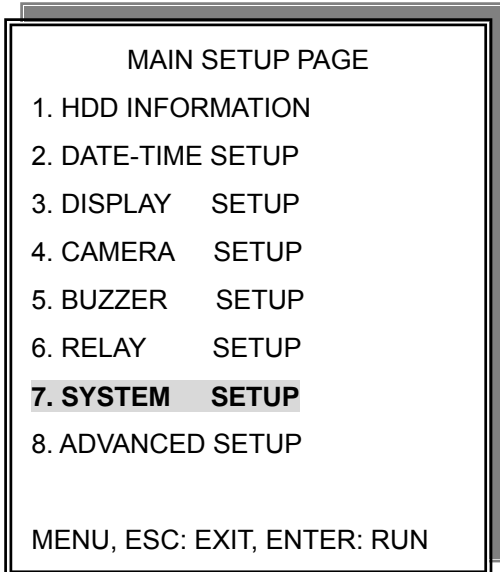 MAIN SETUP PAGE
1. HDD INFORMATION
2. DATE-TIME SETUP
3. DISPLAY SETUP
4. CAMERA SETUP
5. BUZZER SETUP
6. RELAY SETUP
7. SYSTEM SETUP
8. ADVANCED SETUP
MENU, ESC: EXIT, ENTER: RUN